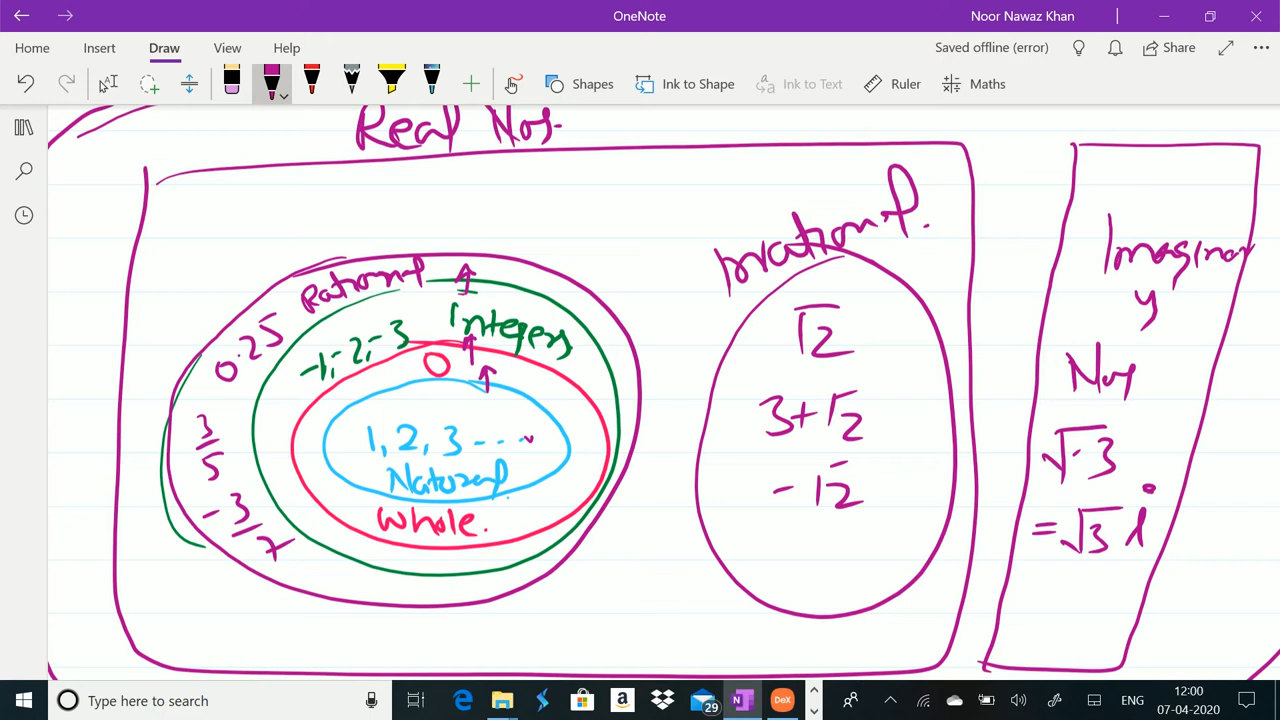 OneNote
Noor Nawaz Khan
Home Insert Draw View Help
Saved offline (error)
Share
Shapes
Ink to Shape
Ink to Text
Ruler
Maths
Real Nos.
Irrational.
Rational
Integers
0.25
-1, -2, -3
0
3/5
-3/7
1, 2, 3 ---.
Natural
Whole.
√2
3+√2
-√2
Imaginar
y
Nos
√-3
= √3 i
Type here to search
29
DeX
ENG
12:00
07-04-2020